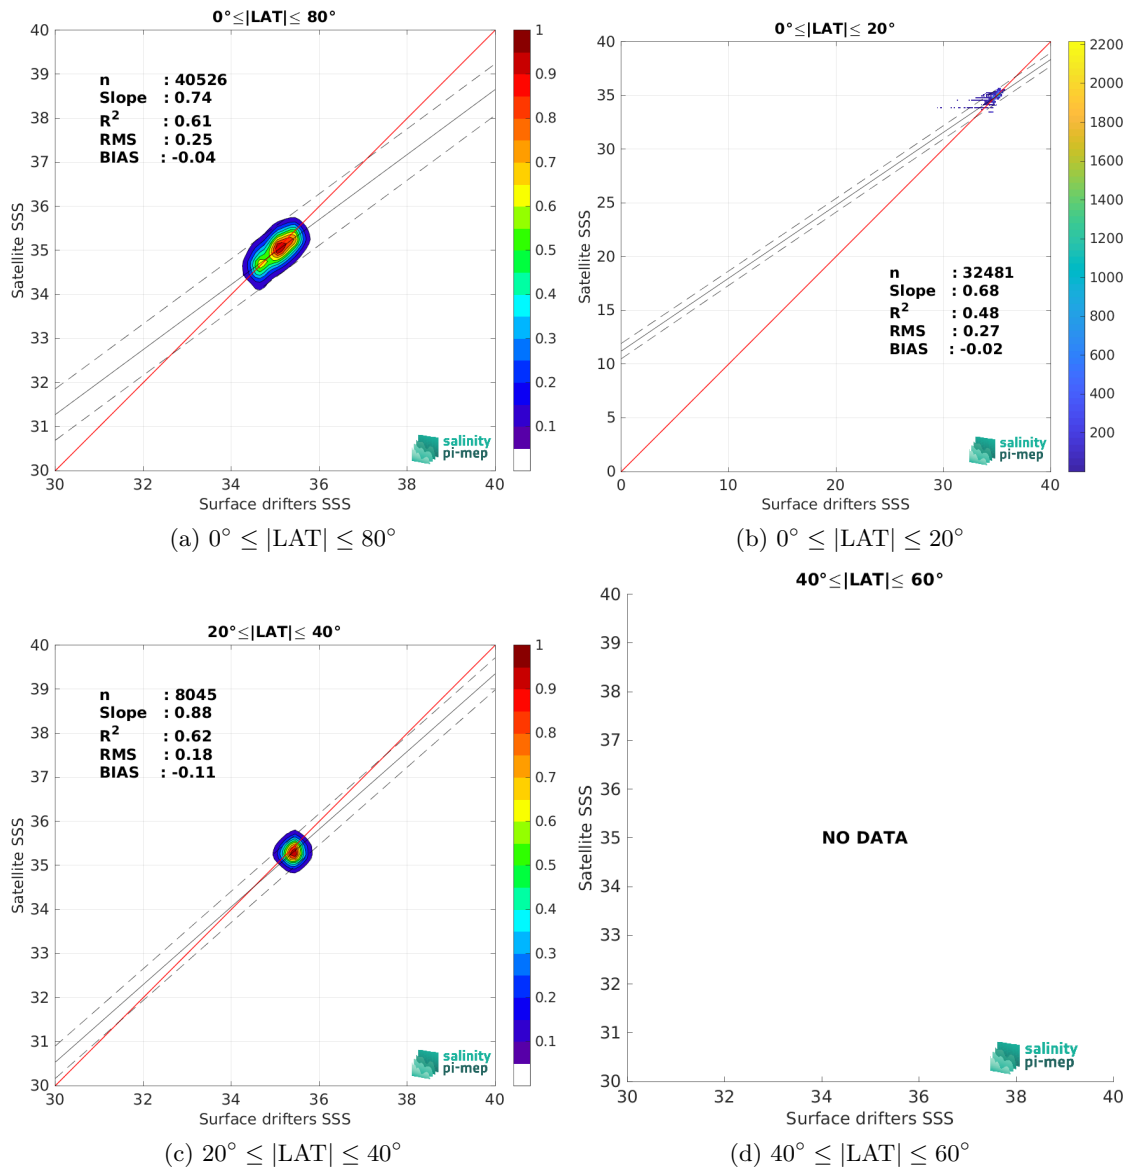 0°≤|LAT|≤ 80°
40
39
38
37
36
35
34
33
32
31
30
Satellite SSS
n : 40526
Slope : 0.74
R² : 0.61
RMS : 0.25
BIAS : -0.04
salinity
pi-mep
30 32 34 36 38 40
Surface drifters SSS
1
0.9
0.8
0.7
0.6
0.5
0.4
0.3
0.2
0.1
(a) 0° ≤ |LAT| ≤ 80°
0°≤|LAT|≤ 20°
40
35
30
25
20
15
10
5
0
Satellite SSS
n : 32481
Slope : 0.68
R² : 0.48
RMS : 0.27
BIAS : -0.02
salinity
pi-mep
0 10 20 30 40
Surface drifters SSS
2200
2000
1800
1600
1400
1200
1000
800
600
400
200
(b) 0° ≤ |LAT| ≤ 20°
20°≤|LAT|≤ 40°
40
39
38
37
36
35
34
33
32
31
30
Satellite SSS
n : 8045
Slope : 0.88
R² : 0.62
RMS : 0.18
BIAS : -0.11
salinity
pi-mep
30 32 34 36 38 40
Surface drifters SSS
1
0.9
0.8
0.7
0.6
0.5
0.4
0.3
0.2
0.1
(c) 20° ≤ |LAT| ≤ 40°
40°≤|LAT|≤ 60°
40
39
38
37
36
35
34
33
32
31
30
Satellite SSS
NO DATA
salinity
pi-mep
30 32 34 36 38 40
Surface drifters SSS
(d) 40° ≤ |LAT| ≤ 60°